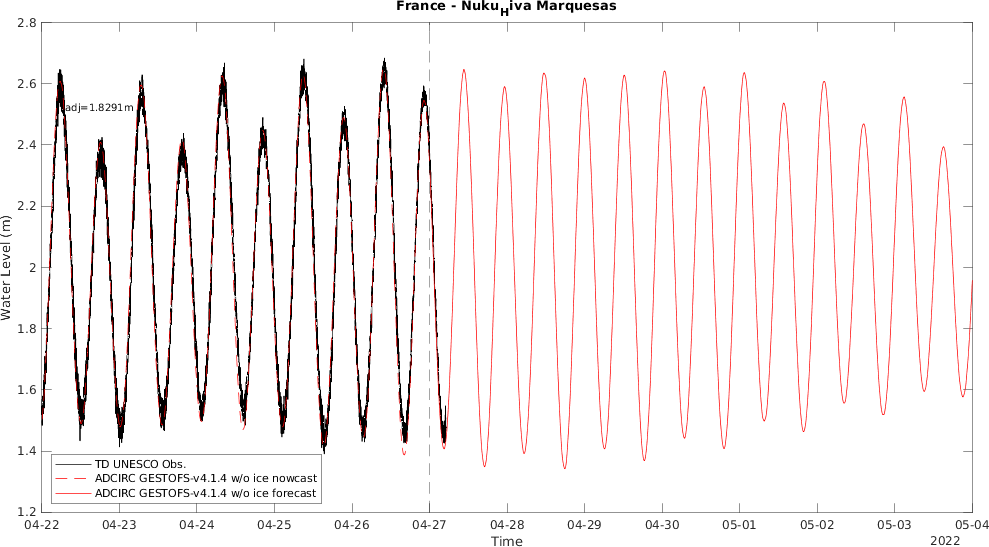 France - Nuku Hiva Marquesas
2.8
2.6
adj=1.8291m
2.4
2.2
Water Level (m)
2
1.8
1.6
1.4
TD UNESCO Obs.
ADCIRC GESTOFS-v4.1.4 w/o ice nowcast
ADCIRC GESTOFS-v4.1.4 w/o ice forecast
1.2
04-22 04-23 04-24 04-25 04-26 04-27 04-28 04-29 04-30 05-01 05-02 05-03 05-04
Time
2022